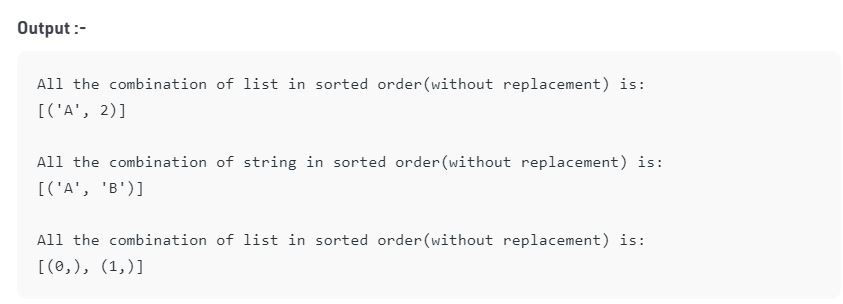 Output :-
All the combination of list in sorted order(without replacement) is:
[('A', 2)]
All the combination of string in sorted order(without replacement) is:
[('A', 'B')]
All the combination of list in sorted order(without replacement) is:
[(0,), (1,)]